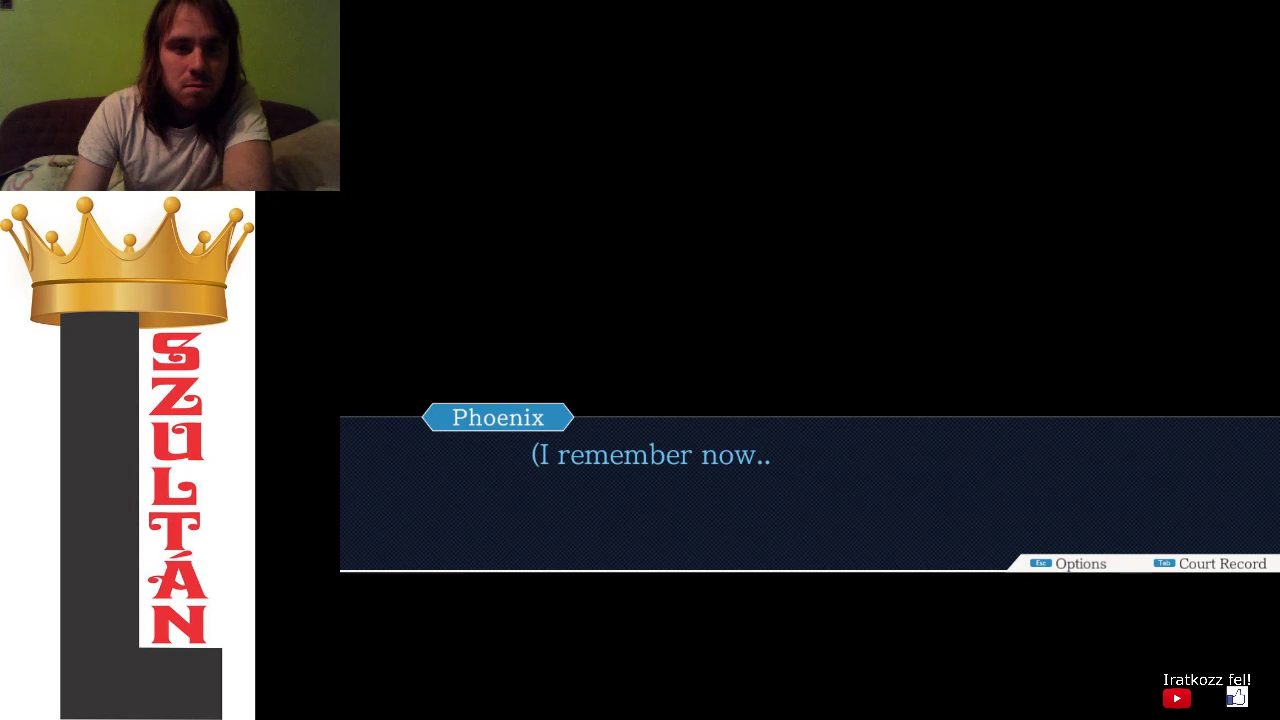 SZULTÁN
Phoenix
(I remember now..
Esc Options
Tab Court Record
Iratkozz fel!